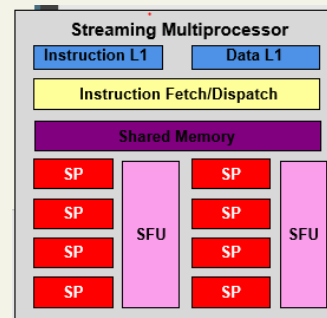 Streaming Multiprocessor
Instruction L1 Data L1
Instruction Fetch/Dispatch
Shared Memory
SP SP
SP SP
SFU SFU
SP SP
SP SP